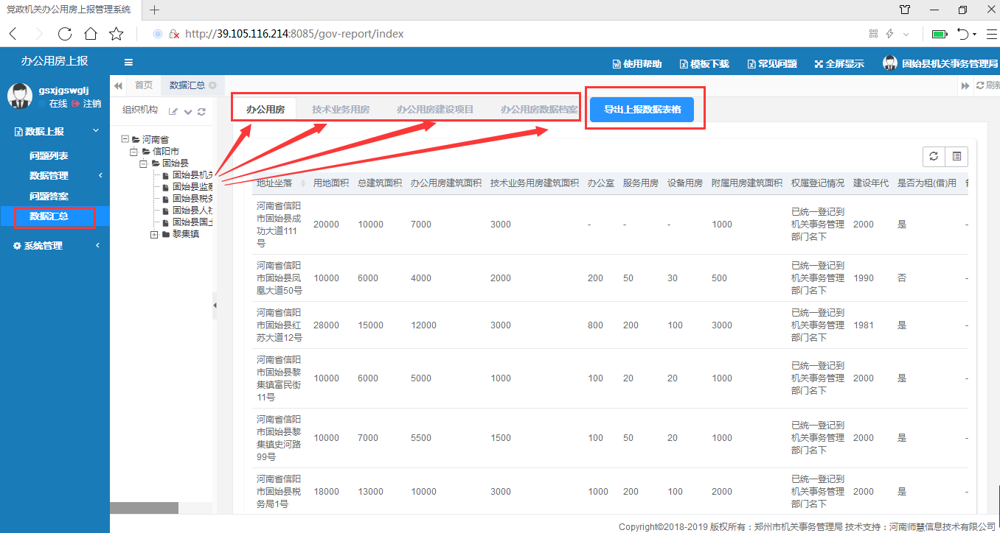 党政机关办公用房上报管理系统
http://39.105.116.214:8085/gov-report/index
办公用房上报
使用帮助 模板下载 常见问题 全屏显示 固始县机关事务管理局
gsxjgswglj
在线 注销
首页 数据汇总 刷新
组织机构
办公用房 技术业务用房 办公用房建设项目 办公用房数据档案 导出上报数据表格
数据上报
问题列表
数据管理
问题答案
数据汇总
系统管理
河南省
信阳市
固始县
固始县机关
固始县监察
固始县税务
固始县人社
固始县国土
黎集镇
地址坐落 用地面积 总建筑面积 办公用房建筑面积 技术业务用房建筑面积 办公室 服务用房 设备用房 附属用房建筑面积 权属登记情况 建设年代 是否为租(借)用
河南省信阳市固始县成功大道111号 20000 10000 7000 3000 - - - 1000 已统一登记到机关事务管理部门名下 2000 是 -
河南省信阳市固始县凤凰大道50号 10000 6000 4000 2000 200 50 30 500 已统一登记到机关事务管理部门名下 1990 否 -
河南省信阳市固始县红苏大道12号 28000 15000 12000 3000 800 200 100 3000 已统一登记到机关事务管理部门名下 1981 是 -
河南省信阳市固始县黎集镇富民街11号 10000 6000 5000 1000 100 20 20 1000 已统一登记到机关事务管理部门名下 2000 是 -
河南省信阳市固始县黎集镇史河路99号 10000 7000 5500 1500 100 50 20 1000 已统一登记到机关事务管理部门名下 2000 是 -
河南省信阳市固始县税务局1号 18000 13000 10000 3000 1000 200 100 2000 已统一登记到机关事务管理部门名下 2000 是 -
Copyright©2018-2019 版权所有：郑州市机关事务管理局 技术支持：河南师慧信息技术有限公司